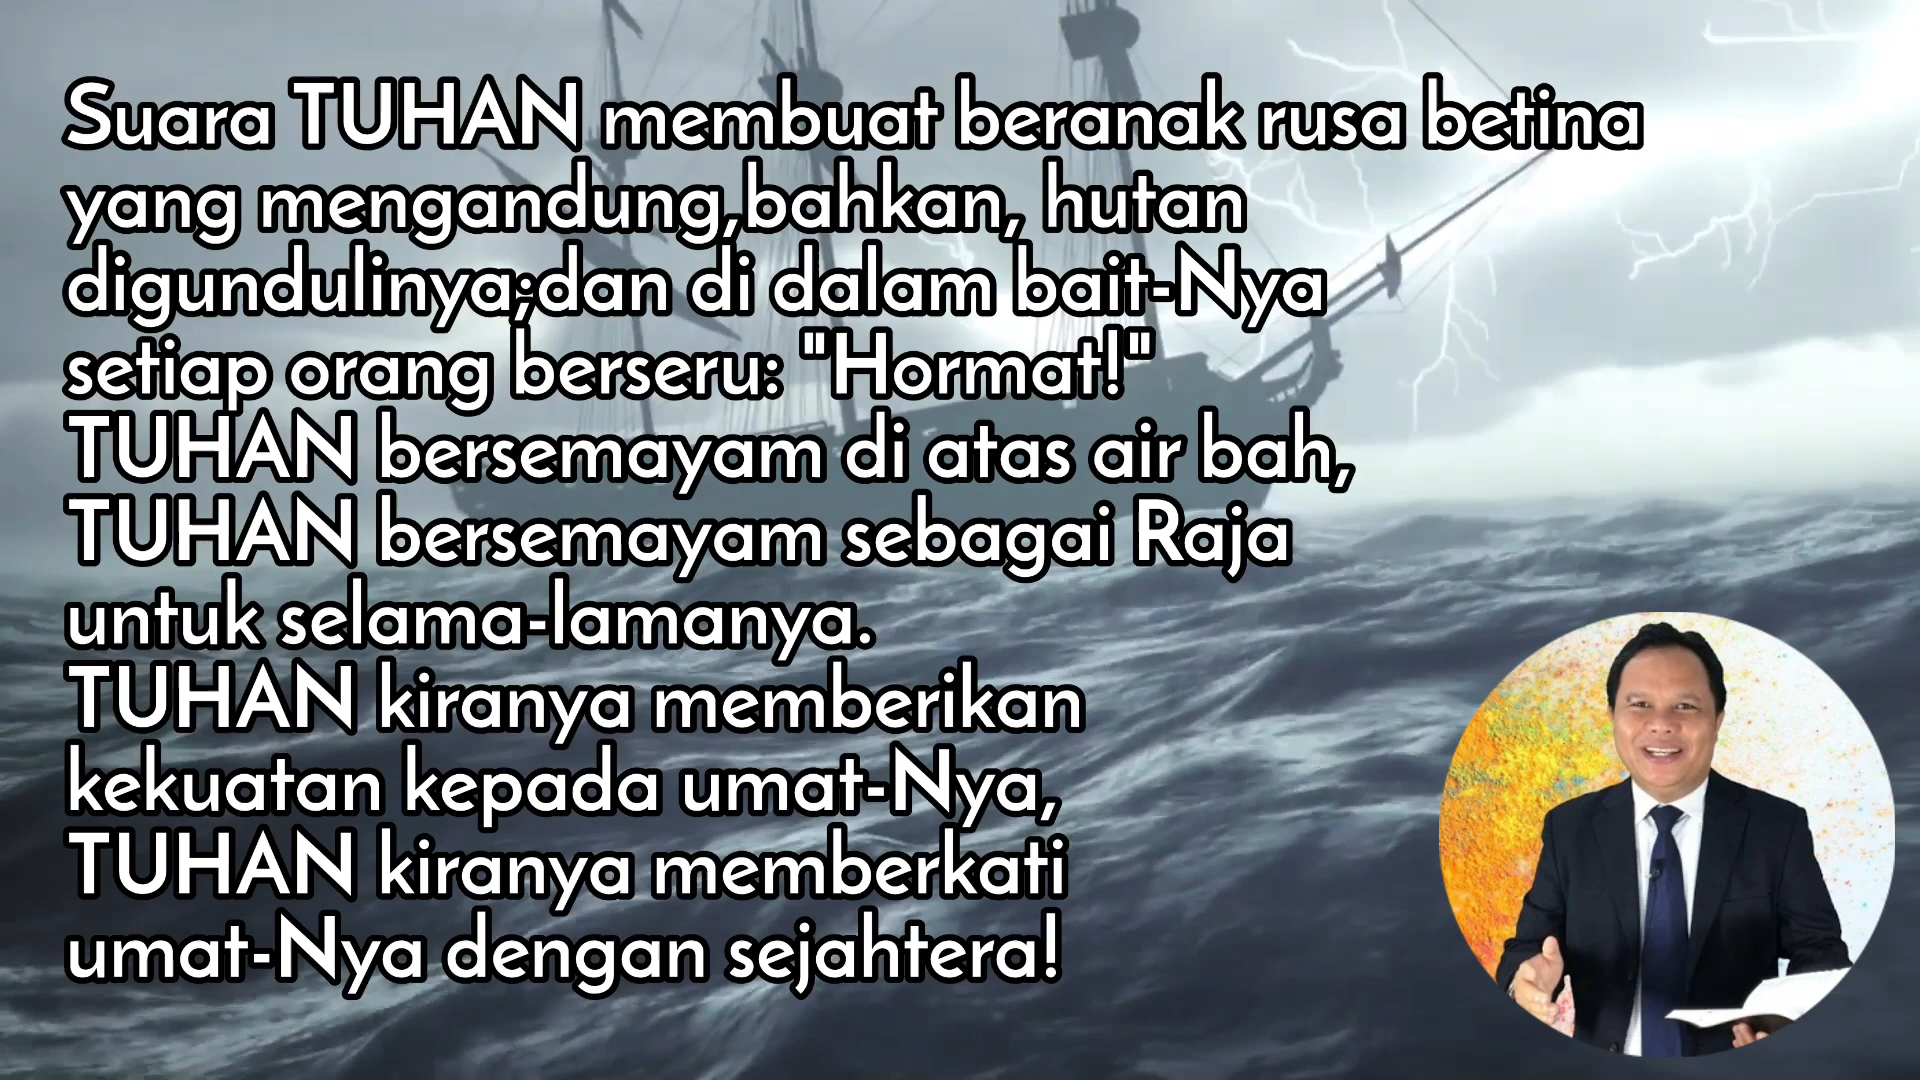 Suara TUHAN membuat beranak rusa betina
yang mengandung,bahkan, hutan
digundulinya;dan di dalam bait-Nya
setiap orang berseru: "Hormat!"
TUHAN bersemayam di atas air bah,
TUHAN bersemayam sebagai Raja
untuk selama-lamanya.
TUHAN kiranya memberikan
kekuatan kepada umat-Nya,
TUHAN kiranya memberkati
umat-Nya dengan sejahtera!